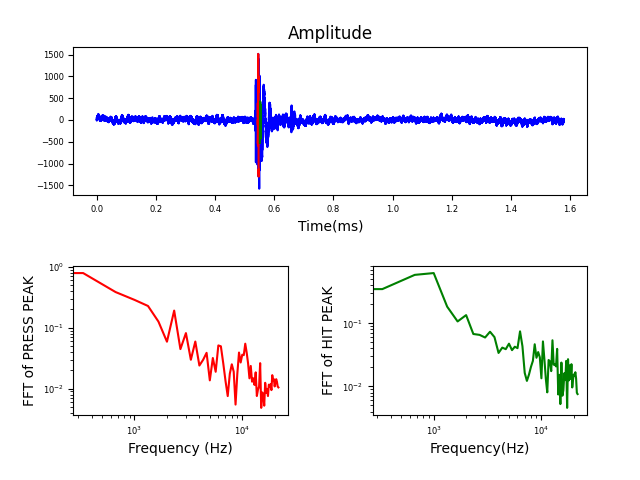 Amplitude
1500
1000
500
0
−500
−1000
−1500
0.0 0.2 0.4 0.6 0.8 1.0 1.2 1.4 1.6
Time(ms)
FFT of PRESS PEAK
10⁰
10⁻¹
10⁻²
10³ 10⁴
Frequency (Hz)
FFT of HIT PEAK
10⁻¹
10⁻²
10³ 10⁴
Frequency(Hz)